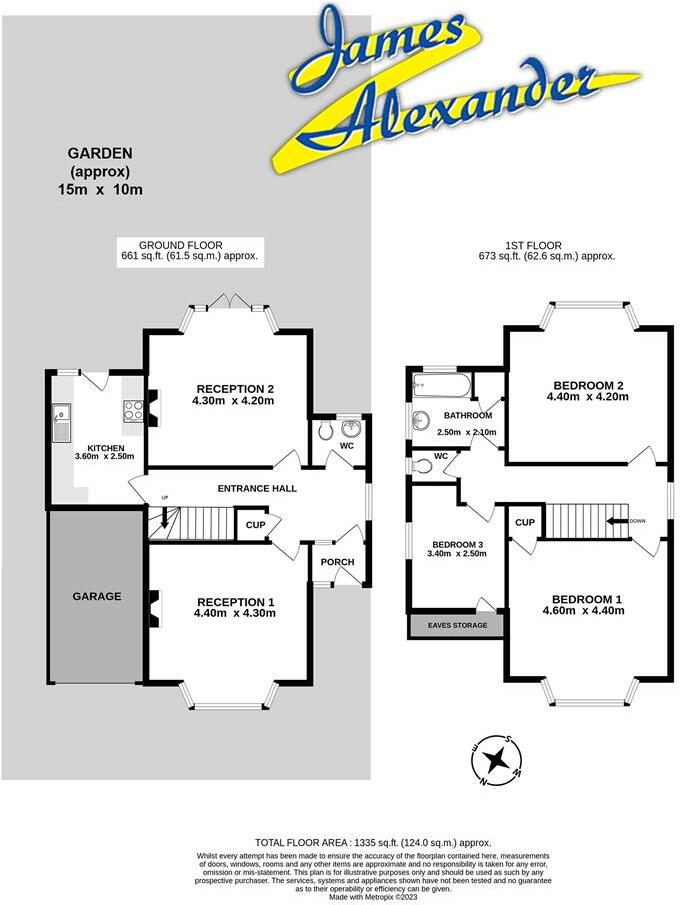 James
Alexander
GARDEN
(approx)
15m x 10m
GROUND FLOOR
661 sq.ft. (61.5 sq.m.) approx.
1ST FLOOR
673 sq.ft. (62.6 sq.m.) approx.
RECEPTION 2
4.30m x 4.20m
KITCHEN
3.60m x 2.50m
WC
ENTRANCE HALL
UP
CUP
PORCH
GARAGE
RECEPTION 1
4.40m x 4.30m
BEDROOM 2
4.40m x 4.20m
BATHROOM
2.50m x 2.10m
WC
BEDROOM 3
3.40m x 2.50m
CUP
DOWN
BEDROOM 1
4.60m x 4.40m
EAVES STORAGE
S
E
W
N
TOTAL FLOOR AREA : 1335 sq.ft. (124.0 sq.m.) approx.
Whilst every attempt has been made to ensure the accuracy of the floorplan contained here, measurements
of doors, windows, rooms and any other items are approximate and no responsibility is taken for any error,
omission or mis-statement. This plan is for illustrative purposes only and should be used as such by any
prospective purchaser. The services, systems and appliances shown have not been tested and no guarantee
as to their operability or efficiency can be given.
Made with Metropix ©2023